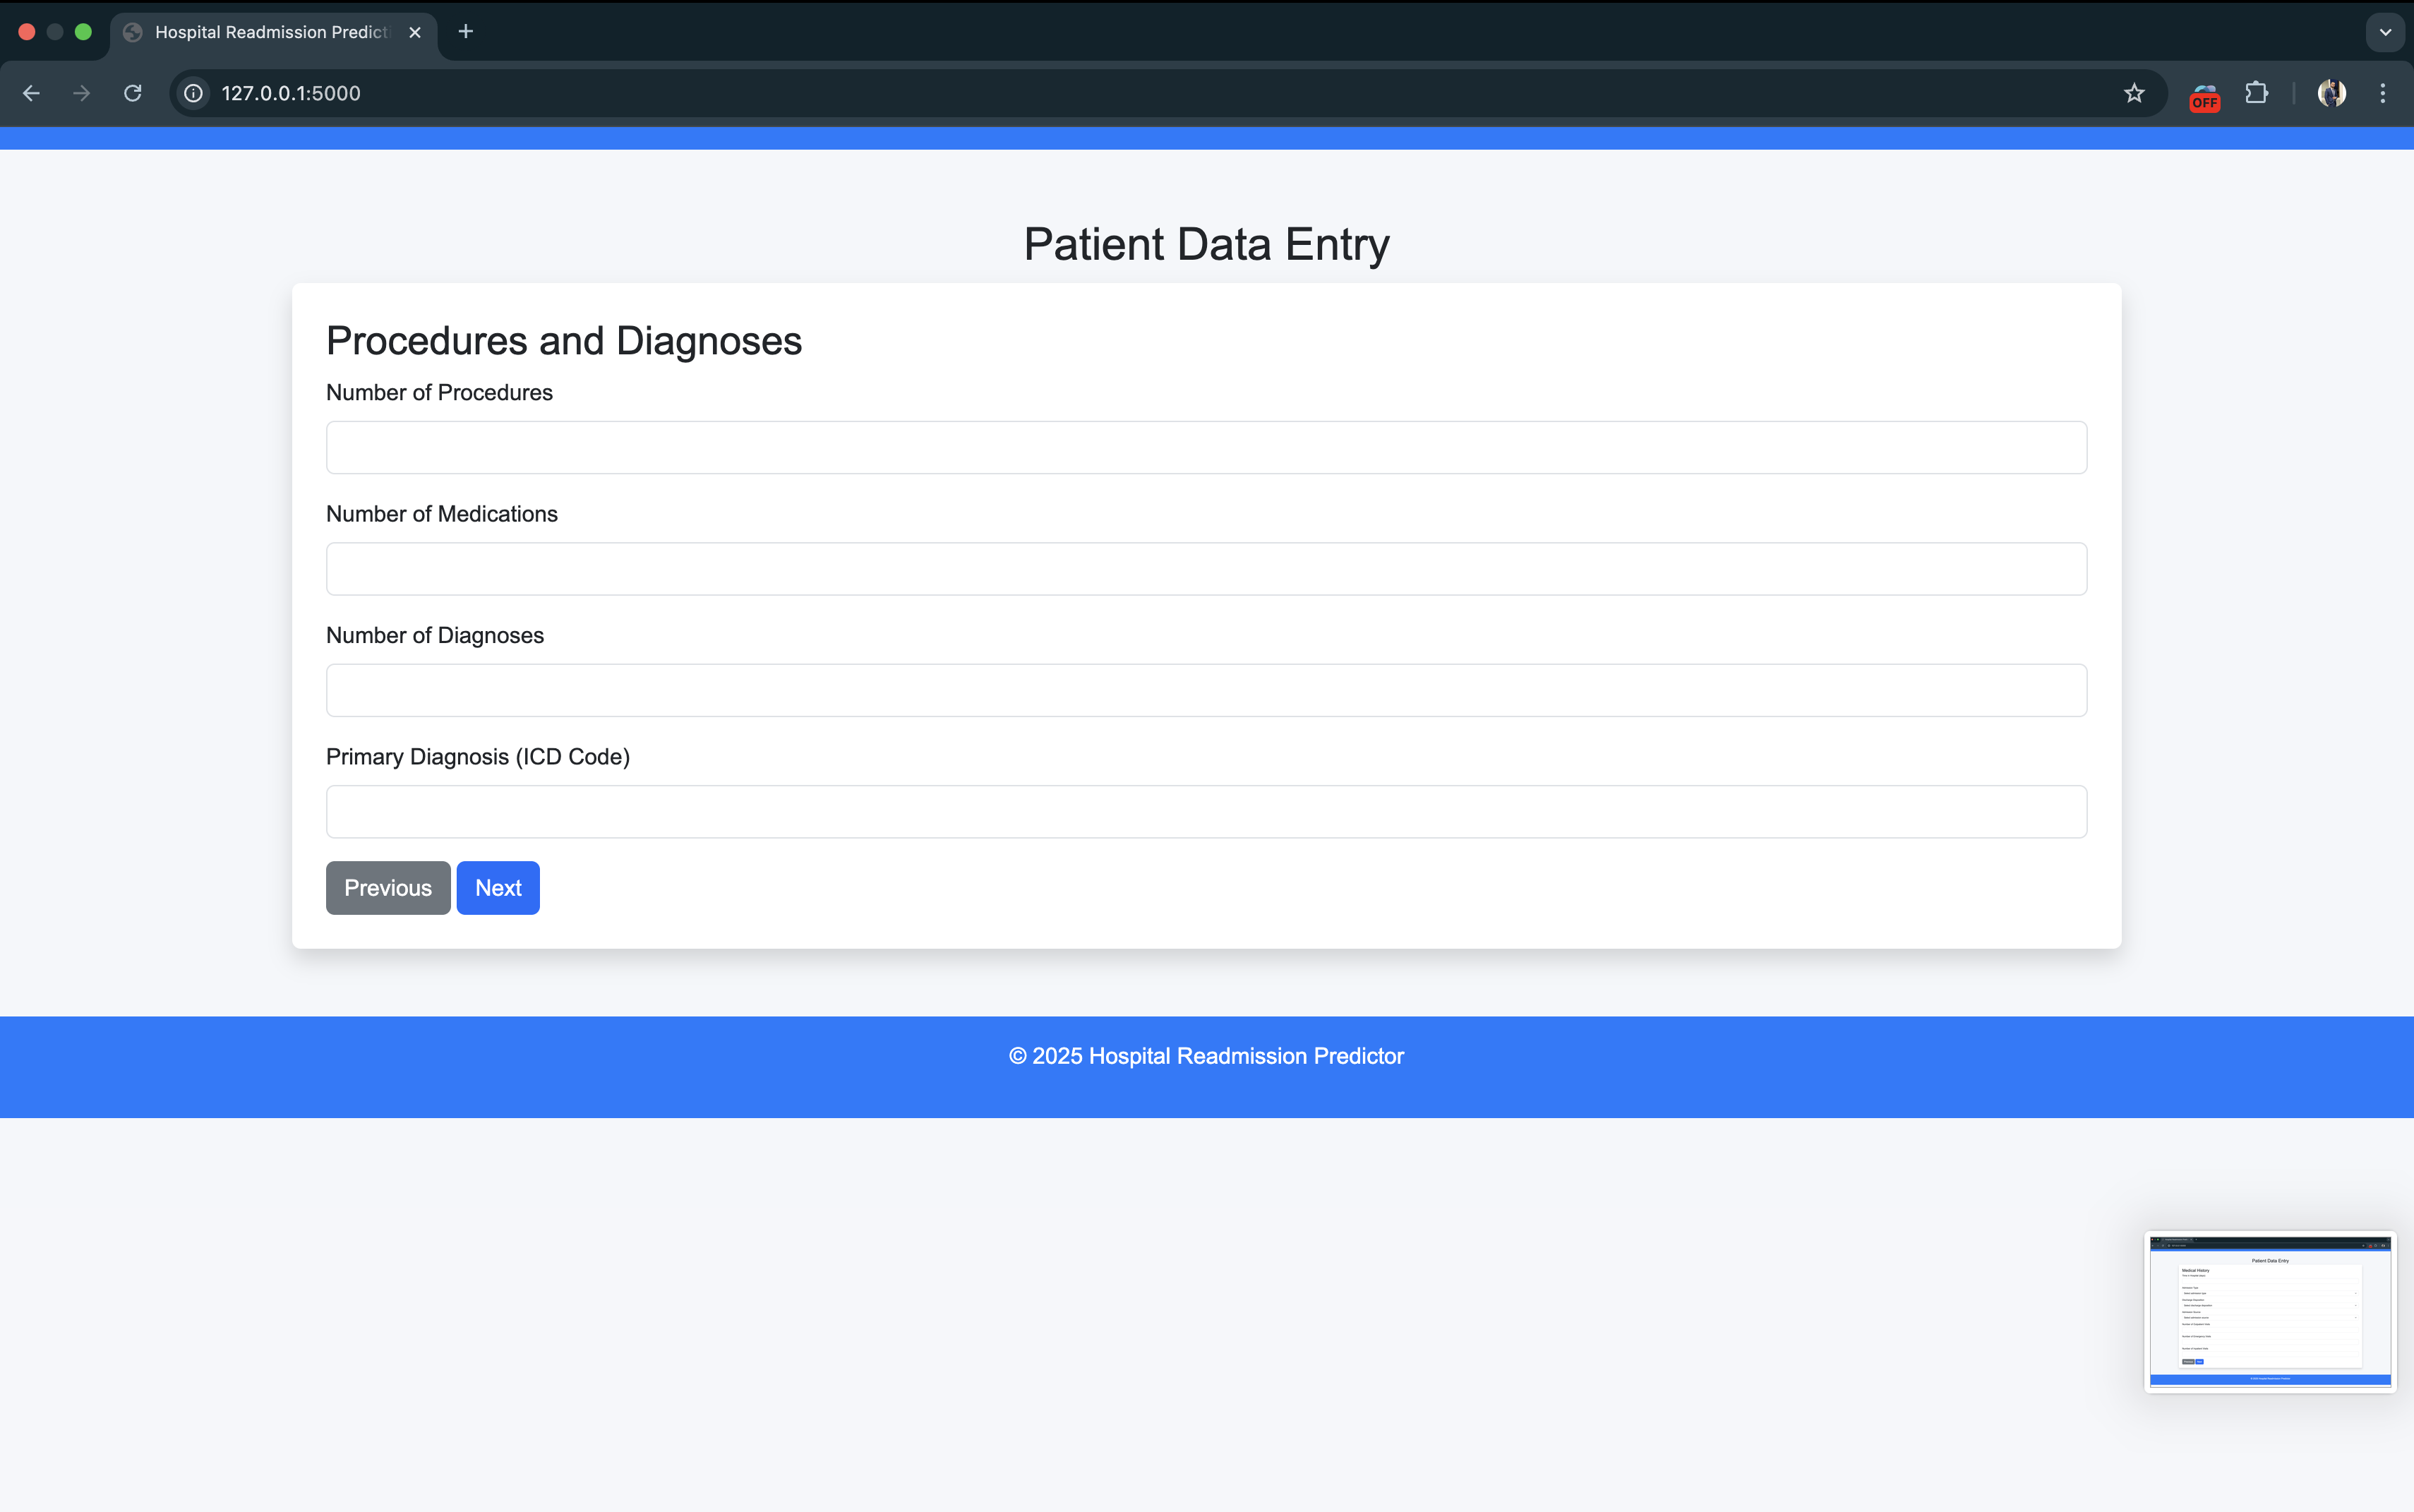 Hospital Readmission Predicti
127.0.0.1:5000
OFF
Patient Data Entry
Procedures and Diagnoses
Number of Procedures
Number of Medications
Number of Diagnoses
Primary Diagnosis (ICD Code)
Previous Next
© 2025 Hospital Readmission Predictor
Patient Data Entry
Medical History